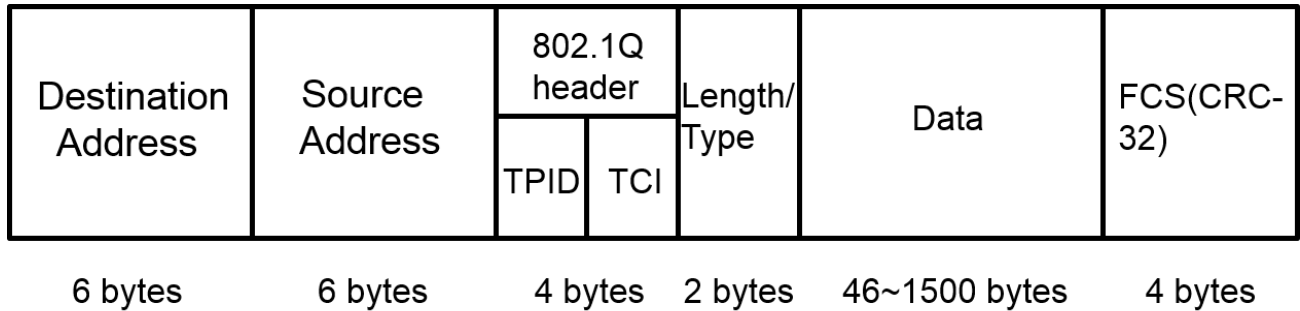 Destination
Address
Source
Address
802.1Q
header
TPID
TCI
Length/
Type
Data
FCS(CRC-
32)
6 bytes
6 bytes
4 bytes
2 bytes
46~1500 bytes
4 bytes